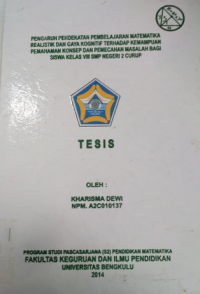 PENGARUH PENDEKATAN PEMBELAJARAN MATEMATIKA
REALISTIK DAN GAYA KOGNITIF TERHADAP KEMAMPUAN
PEMAHAMAN KONSEP DAN PEMECAHAN MASALAH BAGI
SISWA KELAS VIII SMP NEGERI 2 CURUP
TESIS
OLEH :
KHARISMA DEWI
NPM. A2C010137
PROGRAM STUDI PASCASARJANA (S2) PENDIDIKAN MATEMATIKA
FAKULTAS KEGURUAN DAN ILMU PENDIDIKAN
UNIVERSITAS BENGKULU
2014